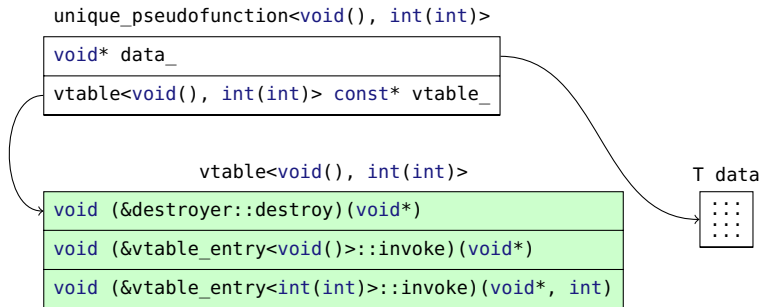 unique_pseudofunction<void(), int(int)>
void* data_
vtable<void(), int(int)> const* vtable_
vtable<void(), int(int)>
T data
void (&destroyer::destroy)(void*)
void (&vtable_entry<void()>::invoke)(void*)
void (&vtable_entry<int(int)>::invoke)(void*, int)